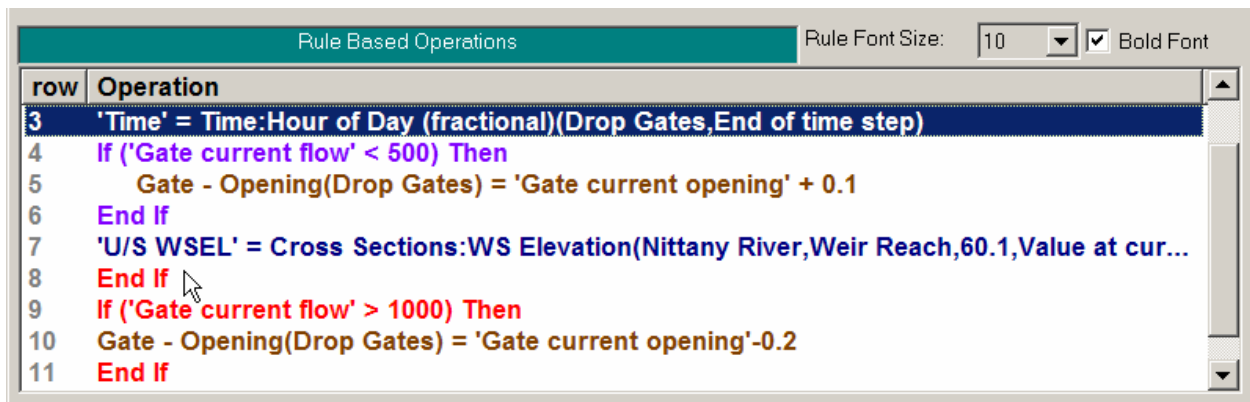 Rule Based Operations Rule Font Size: 10 Bold Font
row Operation
3 'Time' = Time:Hour of Day (fractional)(Drop Gates,End of time step)
4 If ('Gate current flow' < 500) Then
5 Gate - Opening(Drop Gates) = 'Gate current opening' + 0.1
6 End If
7 'U/S WSEL' = Cross Sections:WS Elevation(Nittany River,Weir Reach,60.1,Value at cur...
8 End If
9 If ('Gate current flow' > 1000) Then
10 Gate - Opening(Drop Gates) = 'Gate current opening'-0.2
11 End If